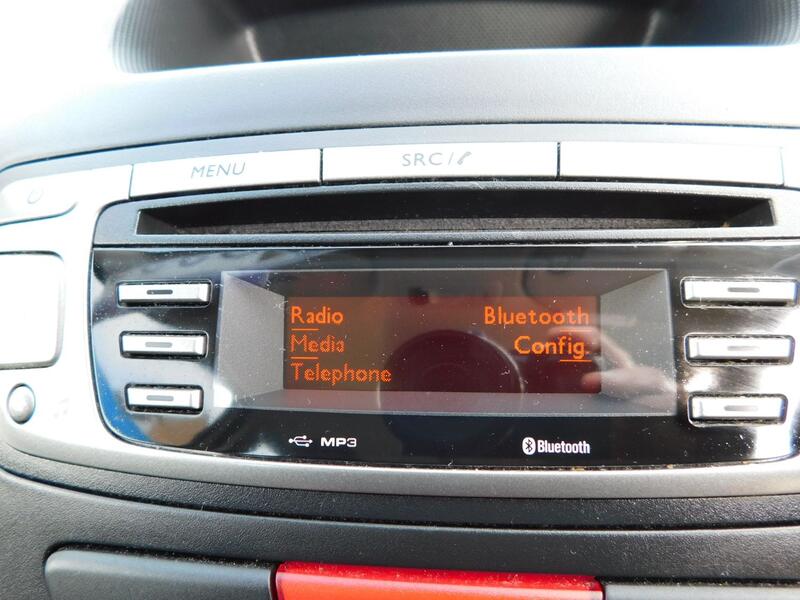 MENU
SRC/
Radio
Bluetooth
Media
Config.
Telephone
MP3
Bluetooth